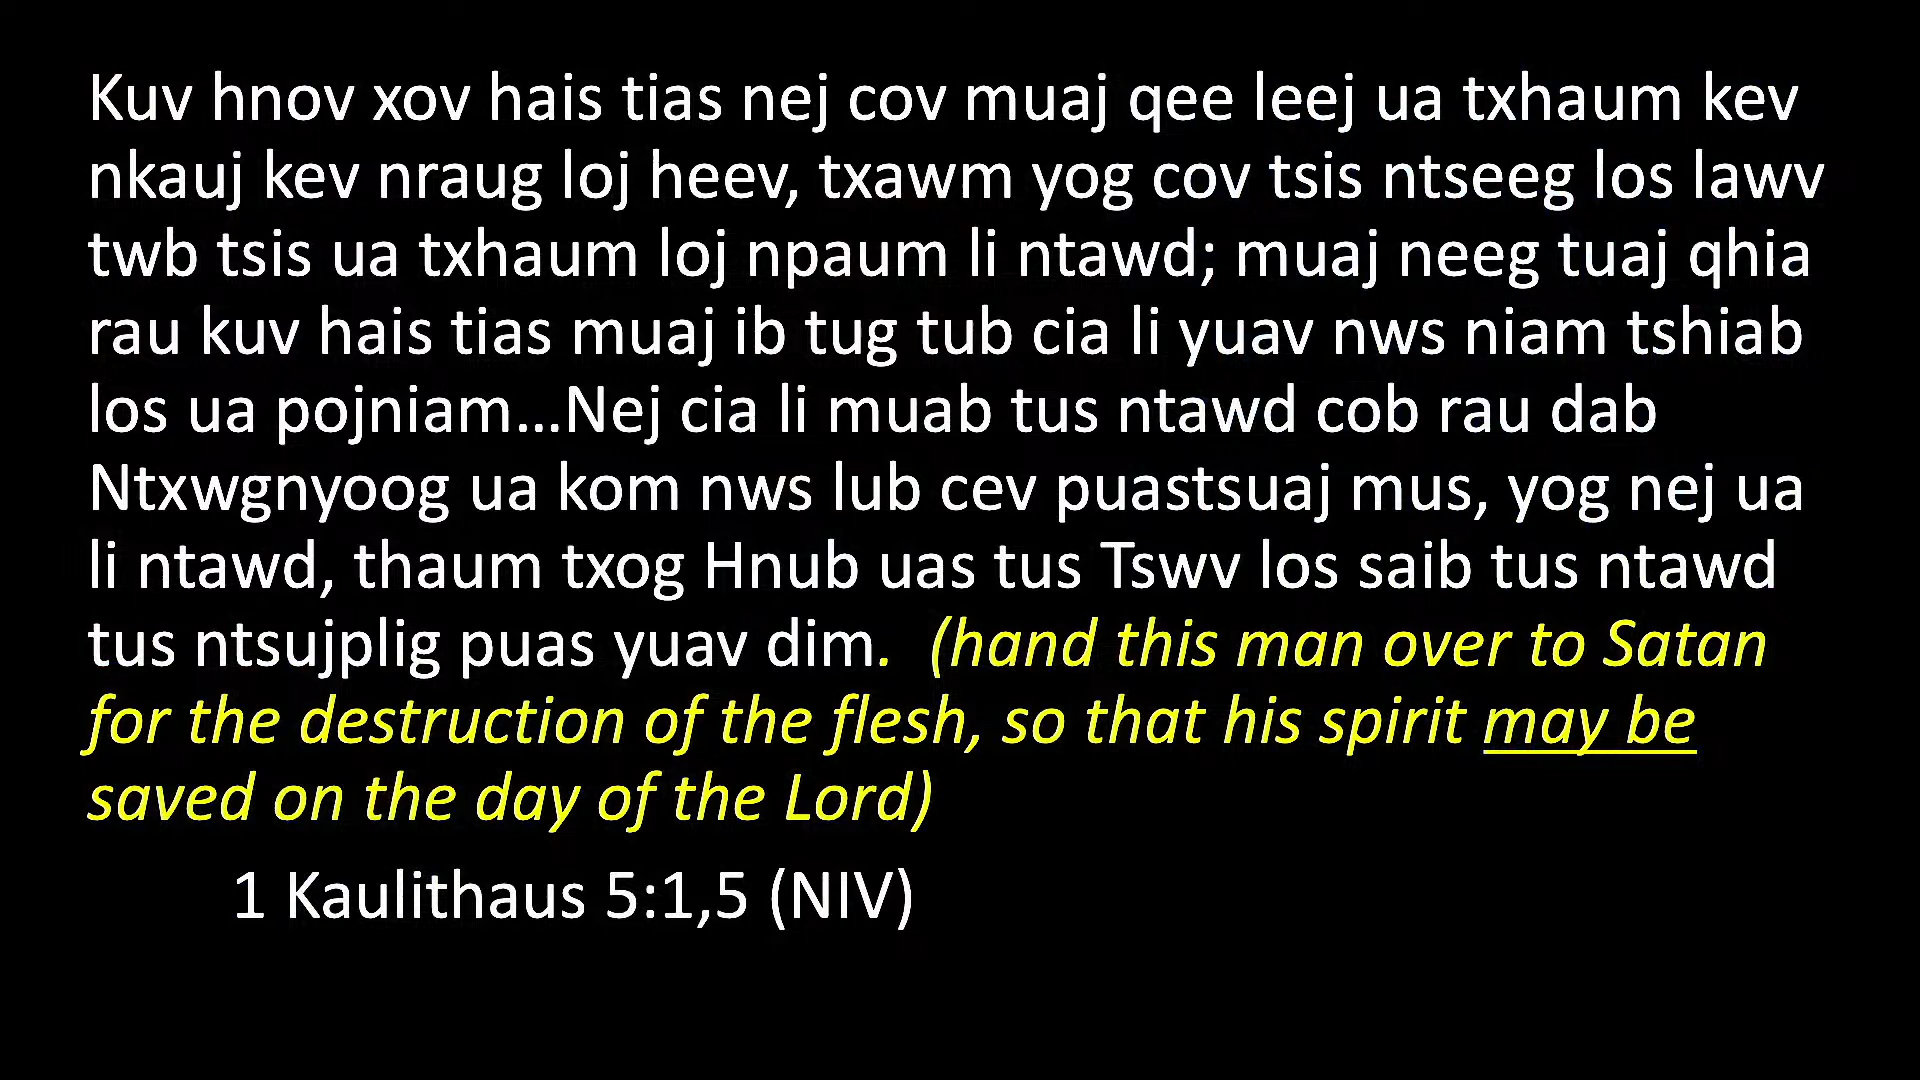 Kuv hnov xov hais tias nej cov muaj qee leej ua txhaum kev
nkauj kev nraug loj heev, txawm yog cov tsis ntseeg los lawv
twb tsis ua txhaum loj npaum li ntawd; muaj neeg tuaj qhia
rau kuv hais tias muaj ib tug tub cia li yuav nws niam tshiab
los ua pojniam...Nej cia li muab tus ntawd cob rau dab
Ntxwgnyoog ua kom nws lub cev puastsuaj mus, yog nej ua
li ntawd, thaum txog Hnub uas tus Tswv los saib tus ntawd
tus ntsujplig puas yuav dim.  (hand this man over to Satan
for the destruction of the flesh, so that his spirit may be
saved on the day of the Lord)
1 Kaulithaus 5:1,5 (NIV)